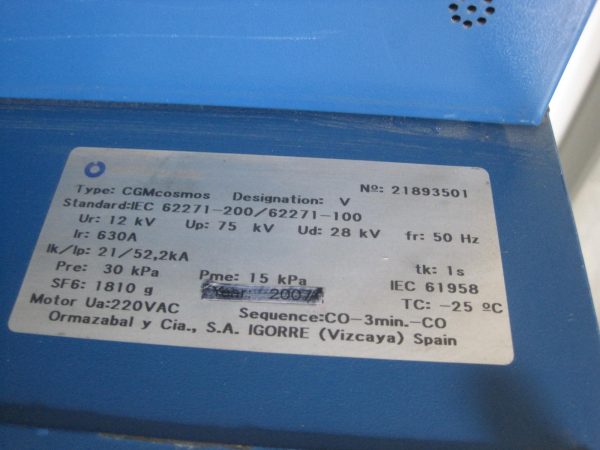 Type: CGMcosmos Designation: V Nº: 21893501
Standard:IEC 62271-200/62271-100
Ur: 12 kV Up: 75 kV Ud: 28 kV fr: 50 Hz
Ir: 630A
Ik/Ip: 21/52,2kA tk: 1s
Pre: 30 kPa Pme: 15 kPa IEC 61958
SF6: 1810 g Year: 2007 TC: -25 ºC
Motor Ua:220VAC Sequence:CO-3min.-CO
Ormazabal y Cia., S.A. IGORRE (Vizcaya) Spain